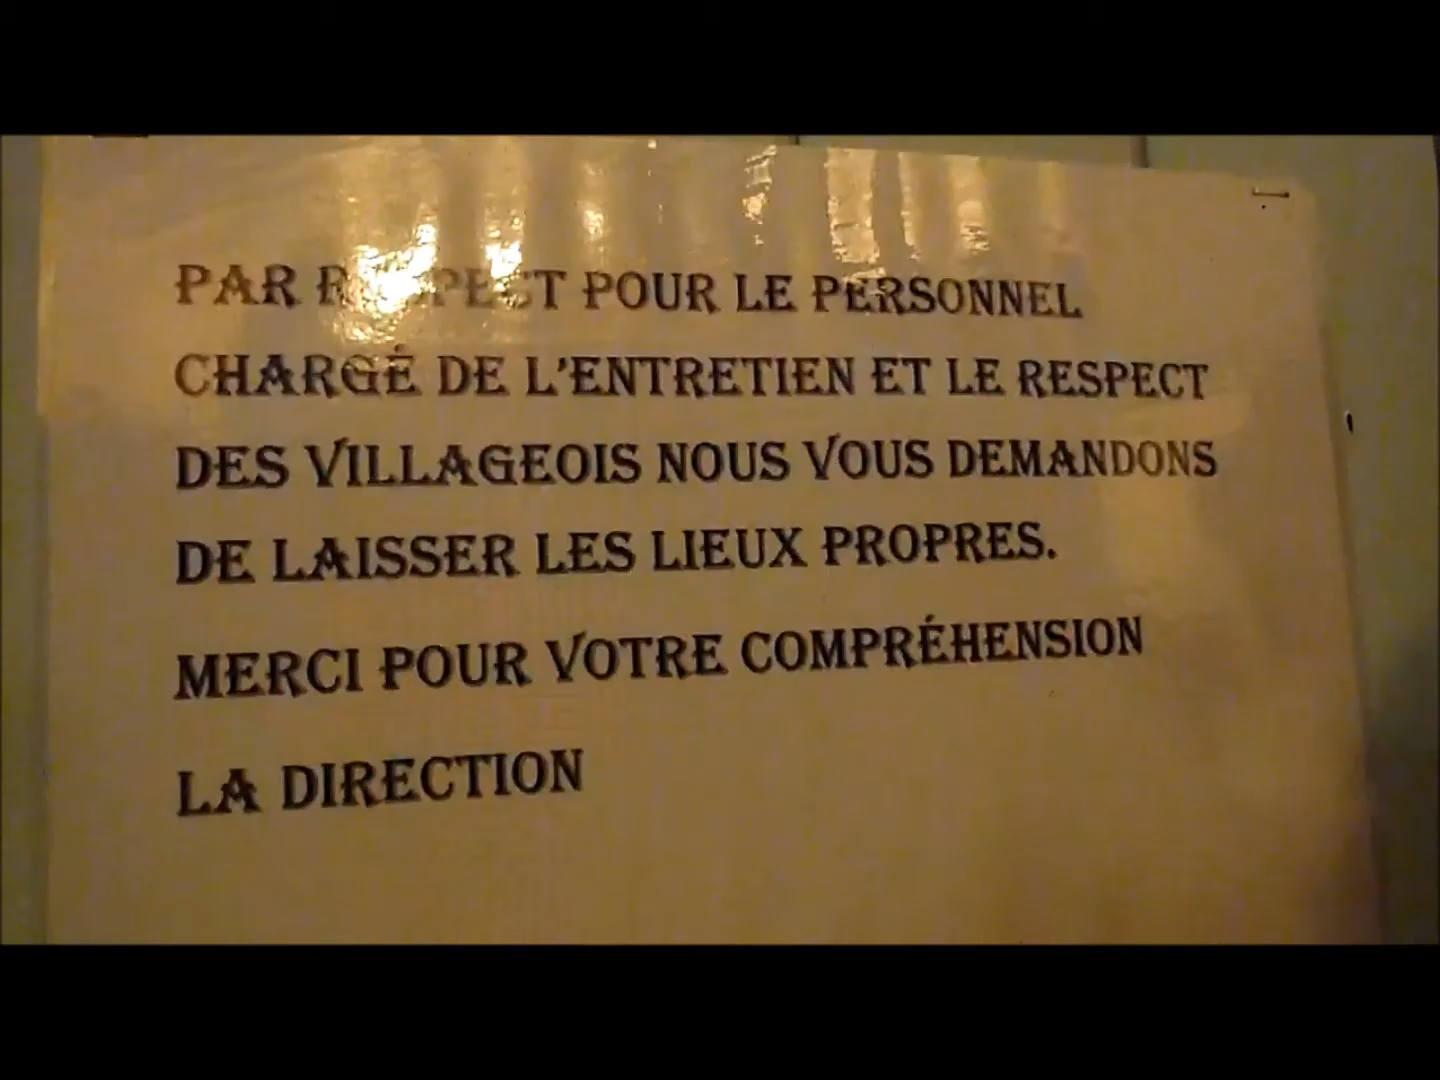 PAR RESPECT POUR LE PERSONNEL
CHARGÉ DE L'ENTRETIEN ET LE RESPECT
DES VILLAGEOIS NOUS VOUS DEMANDONS
DE LAISSER LES LIEUX PROPRES.
MERCI POUR VOTRE COMPRÉHENSION
LA DIRECTION